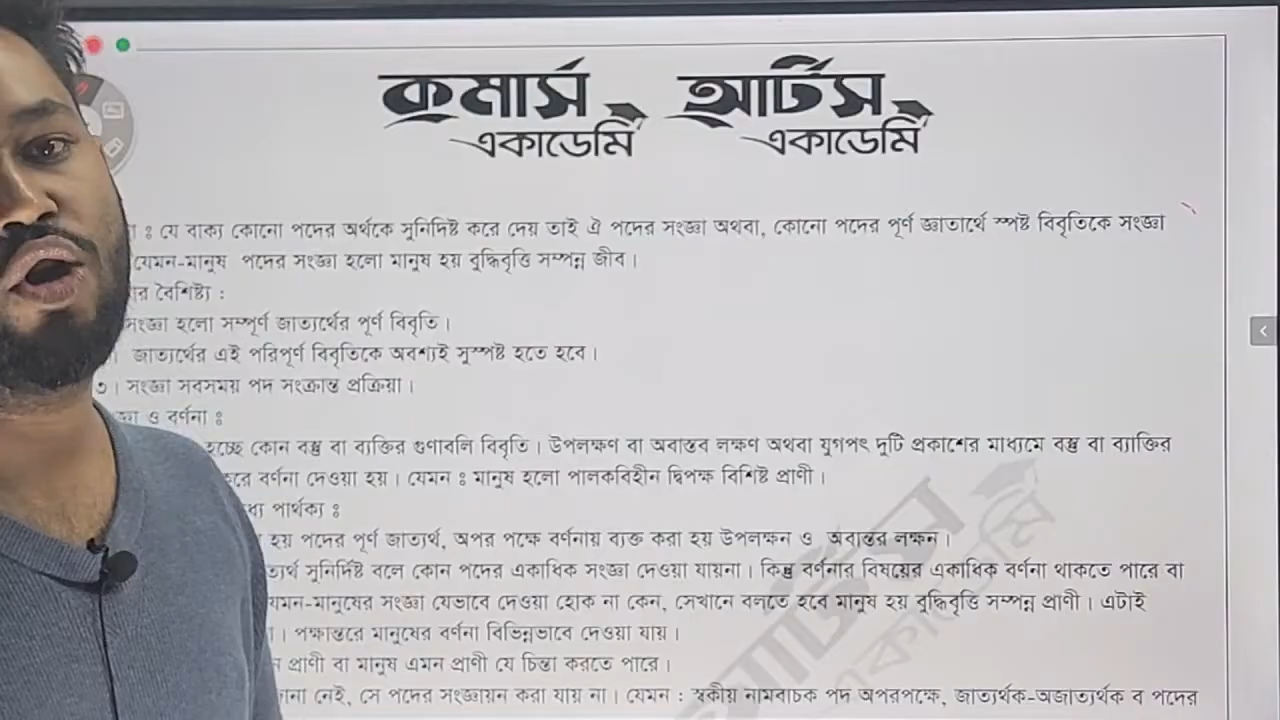 কমার্স একাডেমি আর্টস একাডেমি
ঃ যে বাক্য কোনো পদের অর্থকে সুনিদিষ্ট করে দেয় তাই ঐ পদের সংজ্ঞা অথবা, কোনো পদের পূর্ণ জ্ঞাতার্থে স্পষ্ট বিবৃতিকে সংজ্ঞা
যেমন-মানুষ পদের সংজ্ঞা হলো মানুষ হয় বুদ্ধিবৃত্তি সম্পন্ন জীব।
বৈশিষ্ট্য :
সংজ্ঞা হলো সম্পূর্ণ জাত্যর্থের পূর্ণ বিবৃতি।
জাত্যর্থের এই পরিপূর্ণ বিবৃতিকে অবশ্যই সুস্পষ্ট হতে হবে।
৩। সংজ্ঞা সবসময় পদ সংক্রান্ত প্রক্রিয়া।
ও বর্ণনা ঃ
হচ্ছে কোন বস্তু বা ব্যক্তির গুণাবলি বিবৃতি। উপলক্ষণ বা অবান্তব লক্ষণ অথবা যুগপৎ দুটি প্রকাশের মাধ্যমে বস্তু বা ব্যাক্তির
করে বর্ণনা দেওয়া হয়। যেমন ঃ মানুষ হলো পালকবিহীন দ্বিপক্ষ বিশিষ্ট প্রাণী।
পার্থক্য ঃ
হয় পদের পূর্ণ জাত্যর্থ, অপর পক্ষে বর্ণনায় ব্যক্ত করা হয় উপলক্ষন ও অবান্তর লক্ষন।
সুনির্দিষ্ট বলে কোন পদের একাধিক সংজ্ঞা দেওয়া যায়না। কিন্তু বর্ণনার বিষয়ের একাধিক বর্ণনা থাকতে পারে বা
যেমন-মানুষের সংজ্ঞা যেভাবে দেওয়া হোক না কেন, সেখানে বলতে হবে মানুষ হয় বুদ্ধিবৃত্তি সম্পন্ন প্রাণী। এটাই
। পক্ষান্তরে মানুষের বর্ণনা বিভিন্নভাবে দেওয়া যায়।
প্রাণী বা মানুষ এমন প্রাণী যে চিন্তা করতে পারে।
জানা নেই, সে পদের সংজ্ঞায়ন করা যায় না। যেমন : স্বকীয় নামবাচক পদ অপরপক্ষে, জাত্যর্থক-অজাত্যর্থক ব পদের
আর্টস
একাডেমি